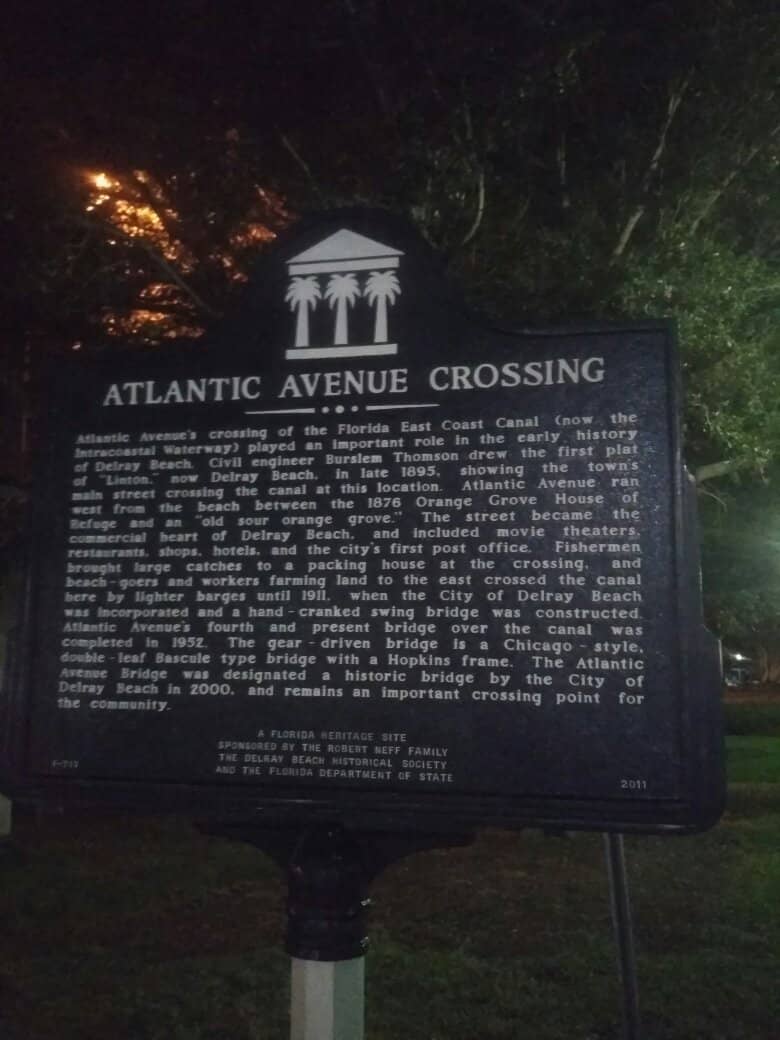 ATLANTIC AVENUE CROSSING
Atlantic Avenue's crossing of the Florida East Coast Canal (now the
Intracoastal Waterway) played an important role in the early history
of Delray Beach. Civil engineer Burslem Thomson drew the first plat
of "Linton," now Delray Beach, in late 1895, showing the town's
main street crossing the canal at this location. Atlantic Avenue ran
west from the beach between the 1876 Orange Grove House of
Refuge and an "old sour orange grove." The street became the
commercial heart of Delray Beach, and included movie theaters,
restaurants, shops, hotels, and the city's first post office. Fishermen
brought large catches to a packing house at the crossing, and
beach-goers and workers farming land to the east crossed the canal
here by lighter barges until 1911, when the City of Delray Beach
was incorporated and a hand-cranked swing bridge was constructed.
Atlantic Avenue's fourth and present bridge over the canal was
completed in 1952. The gear-driven bridge is a Chicago-style,
double-leaf Bascule type bridge with a Hopkins frame. The Atlantic
Avenue Bridge was designated a historic bridge by the City of
Delray Beach in 2000, and remains an important crossing point for
the community.
A FLORIDA HERITAGE SITE
SPONSORED BY THE ROBERT NEFF FAMILY
THE DELRAY BEACH HISTORICAL SOCIETY
AND THE FLORIDA DEPARTMENT OF STATE
2011